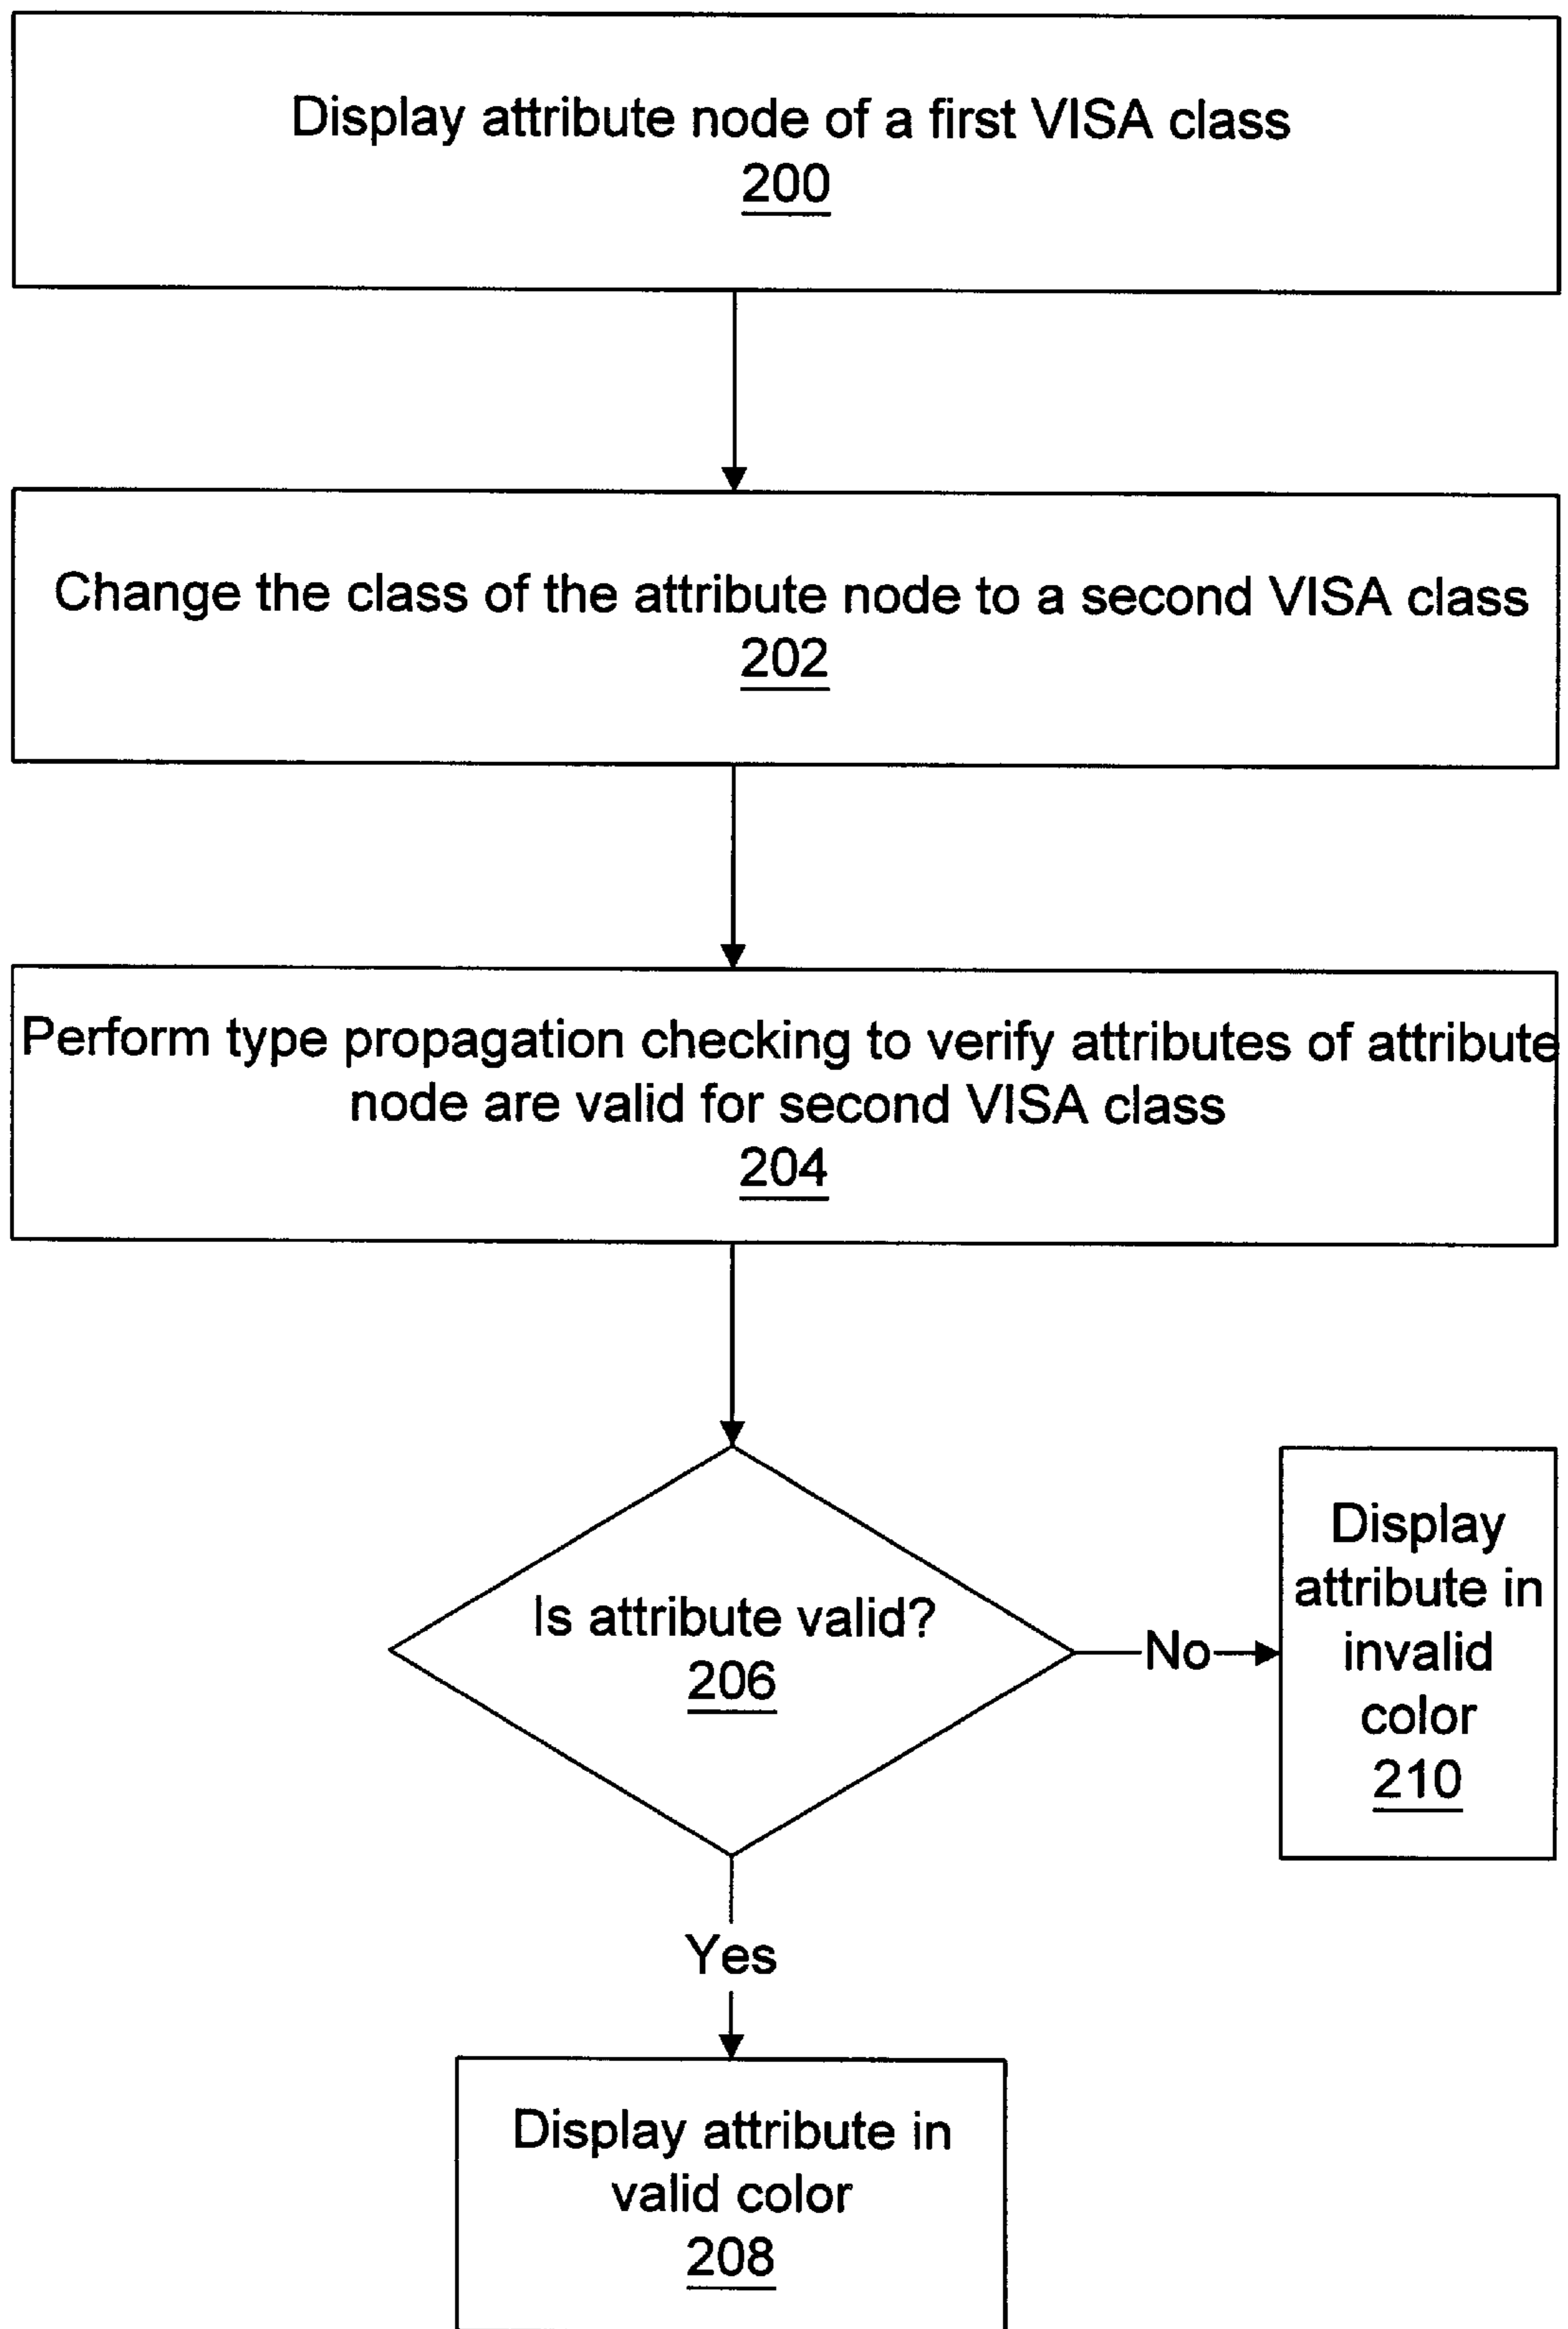 Display attribute node of a first VISA class
200
Change the class of the attribute node to a second VISA class
202
Perform type propagation checking to verify attributes of attribute
node are valid for second VISA class
204
Is attribute valid?
206
No
Display
attribute in
invalid
color
210
Yes
Display attribute in
valid color
208